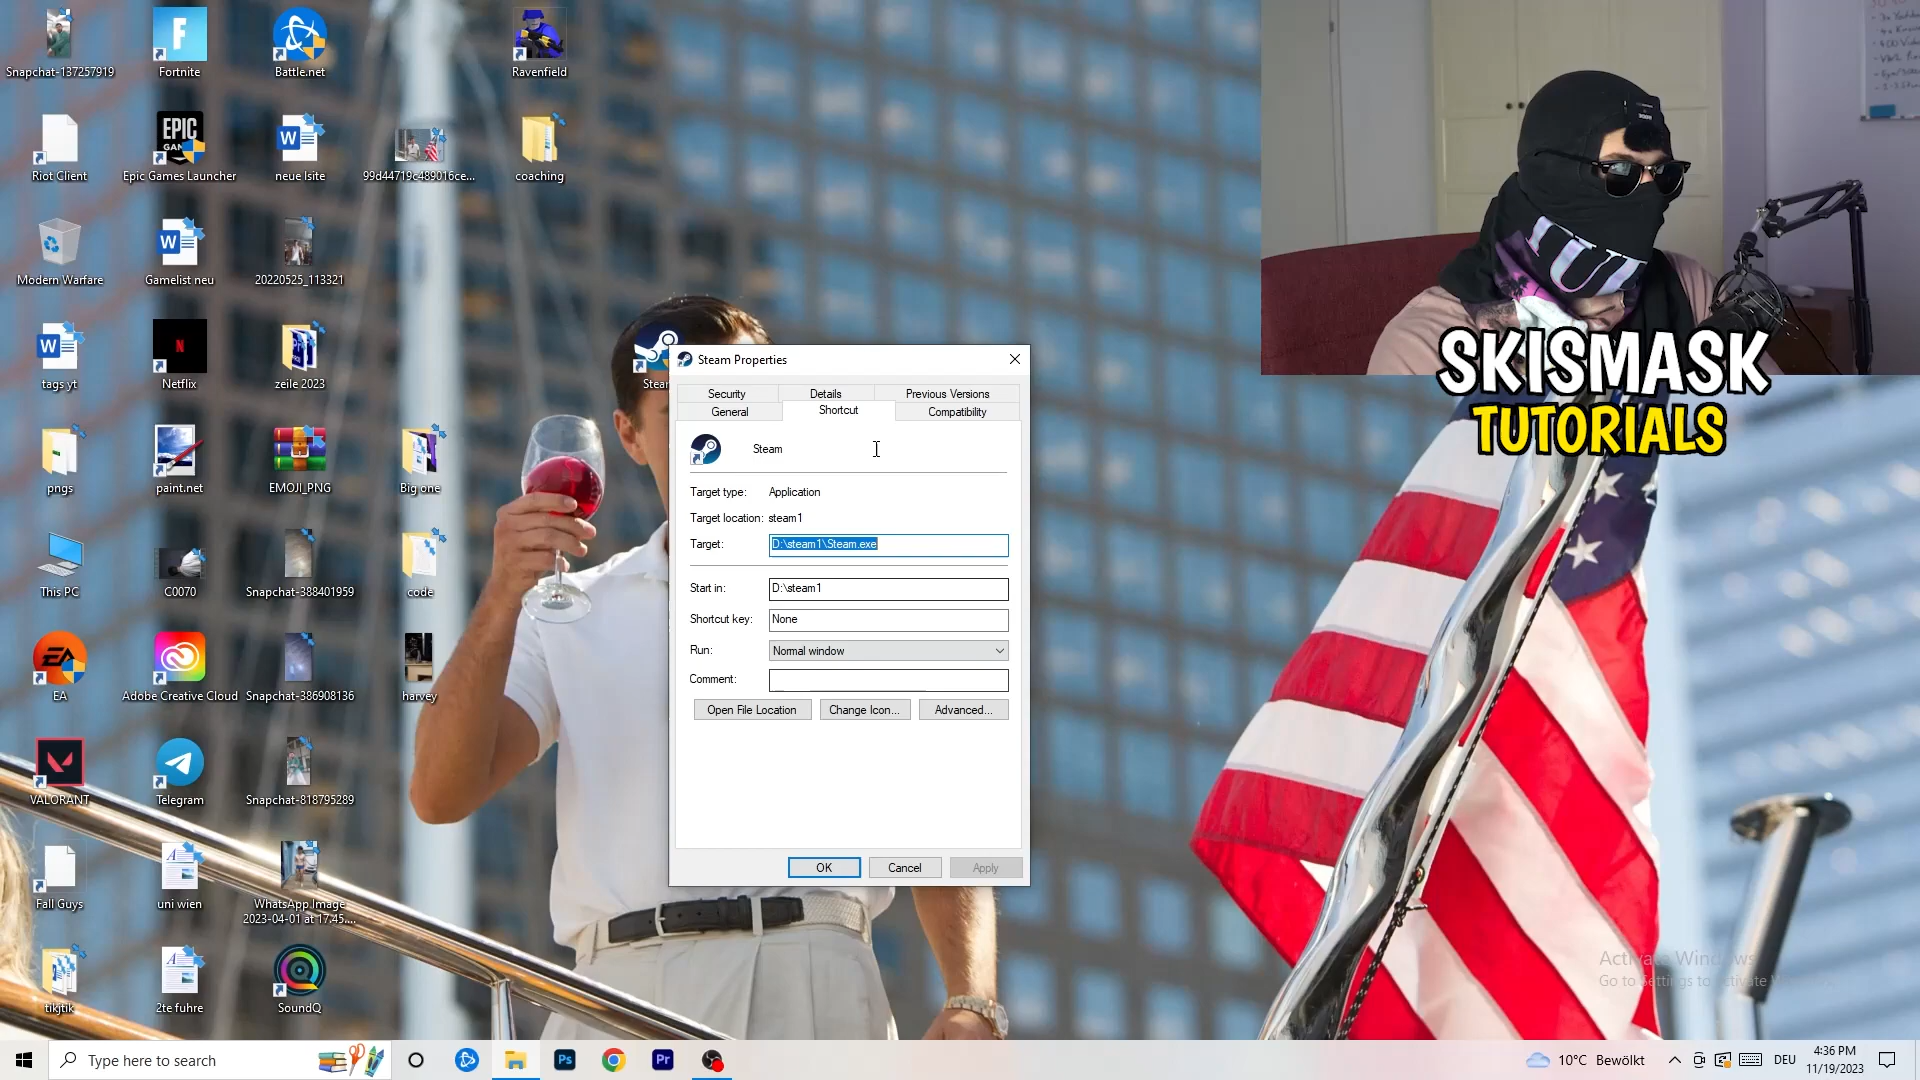 Snapchat-137257919
Fortnite
Battle.net
Ravenfield
Riot Client
EPIC
Epic Games Launcher
neue lsite
99d44719c489016ce...
coaching
Modern Warfare
Gamelist neu
20220525_113321
tags yt
Netflix
zeile 2023
pngs
paint.net
EMOJI_PNG
Big one
This PC
C0070
Snapchat-388401959
code
EA
Adobe Creative Cloud
Snapchat-386908136
harvey
VALORANT
Telegram
Snapchat-818795289
Fall Guys
uni wien
WhatsApp Image
2023-04-01 at 17.45....
tikjtik
2te fuhre
SoundQ
Steam Properties
Security
Details
Previous Versions
General
Shortcut
Compatibility
Steam
Target type: Application
Target location: steam1
Target: D:\steam1\Steam.exe
Start in: D:\steam1
Shortcut key: None
Run: Normal window
Comment:
Open File Location
Change Icon...
Advanced...
OK
Cancel
Apply
SKISMASK
TUTORIALS
Type here to search
Ps
Pr
10°C Bewölkt
DEU
4:36 PM
11/19/2023